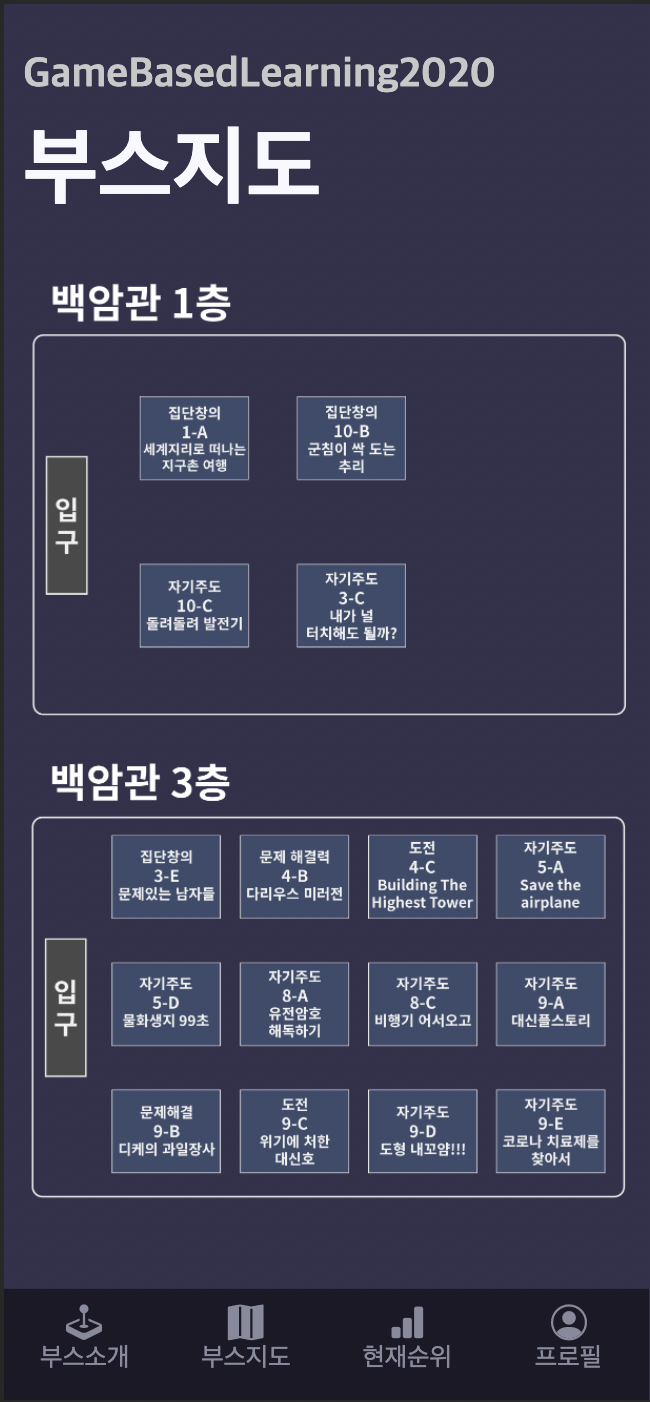 GameBasedLearning2020
부스지도
백암관 1층
입
구
집단창의
1-A
세계지리로 떠나는
지구촌 여행
집단창의
10-B
군침이 싹 도는
추리
자기주도
10-C
돌려돌려 발전기
자기주도
3-C
내가 널
터치해도 될까?
백암관 3층
입
구
집단창의
3-E
문제있는 남자들
문제 해결력
4-B
다리우스 미러전
도전
4-C
Building The
Highest Tower
자기주도
5-A
Save the
airplane
자기주도
5-D
물화생지 99초
자기주도
8-A
유전암호
해독하기
자기주도
8-C
비행기 어서오고
자기주도
9-A
대신플스토리
문제해결
9-B
디케의 과일장사
도전
9-C
위기에 처한
대신호
자기주도
9-D
도형 내꼬얌!!!
자기주도
9-E
코로나 치료제를
찾아서
부스소개
부스지도
현재순위
프로필